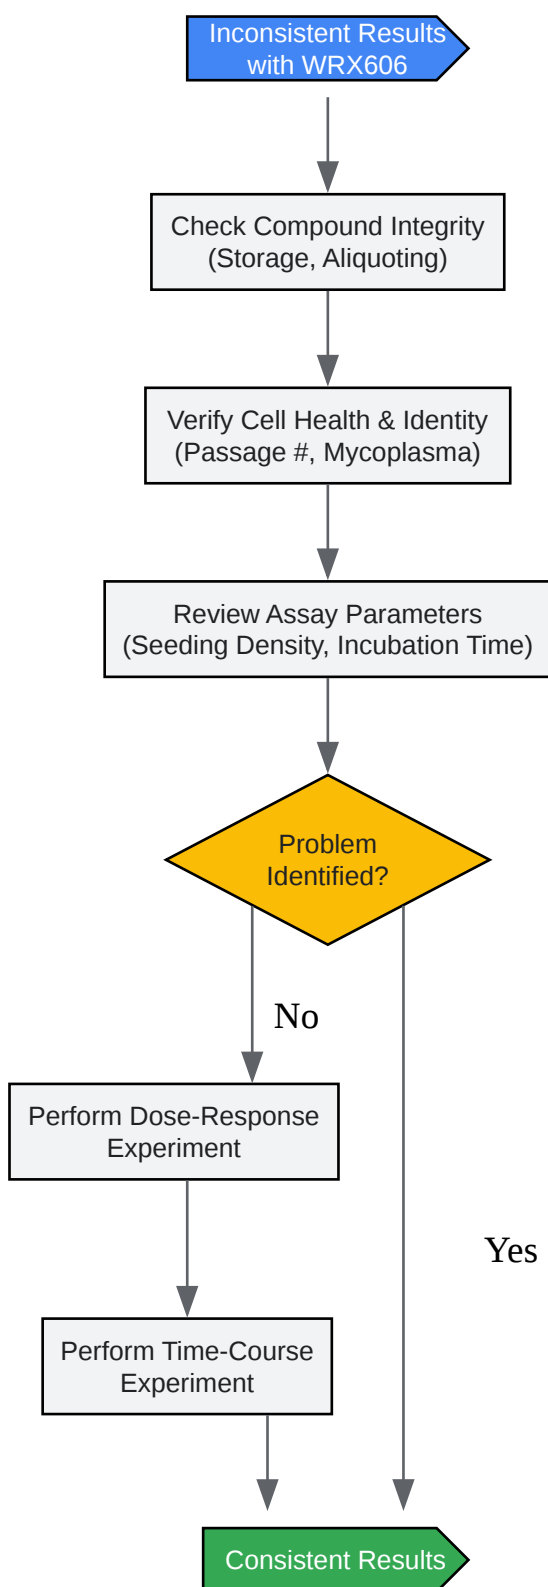 Inconsistent Results
with WRX606
Check Compound Integrity
(Storage, Aliquoting)
Verify Cell Health & Identity
(Passage #, Mycoplasma)
Review Assay Parameters
(Seeding Density, Incubation Time)
Problem
Identified?
No
Perform Dose-Response
Experiment
Yes
Perform Time-Course
Experiment
Consistent Results